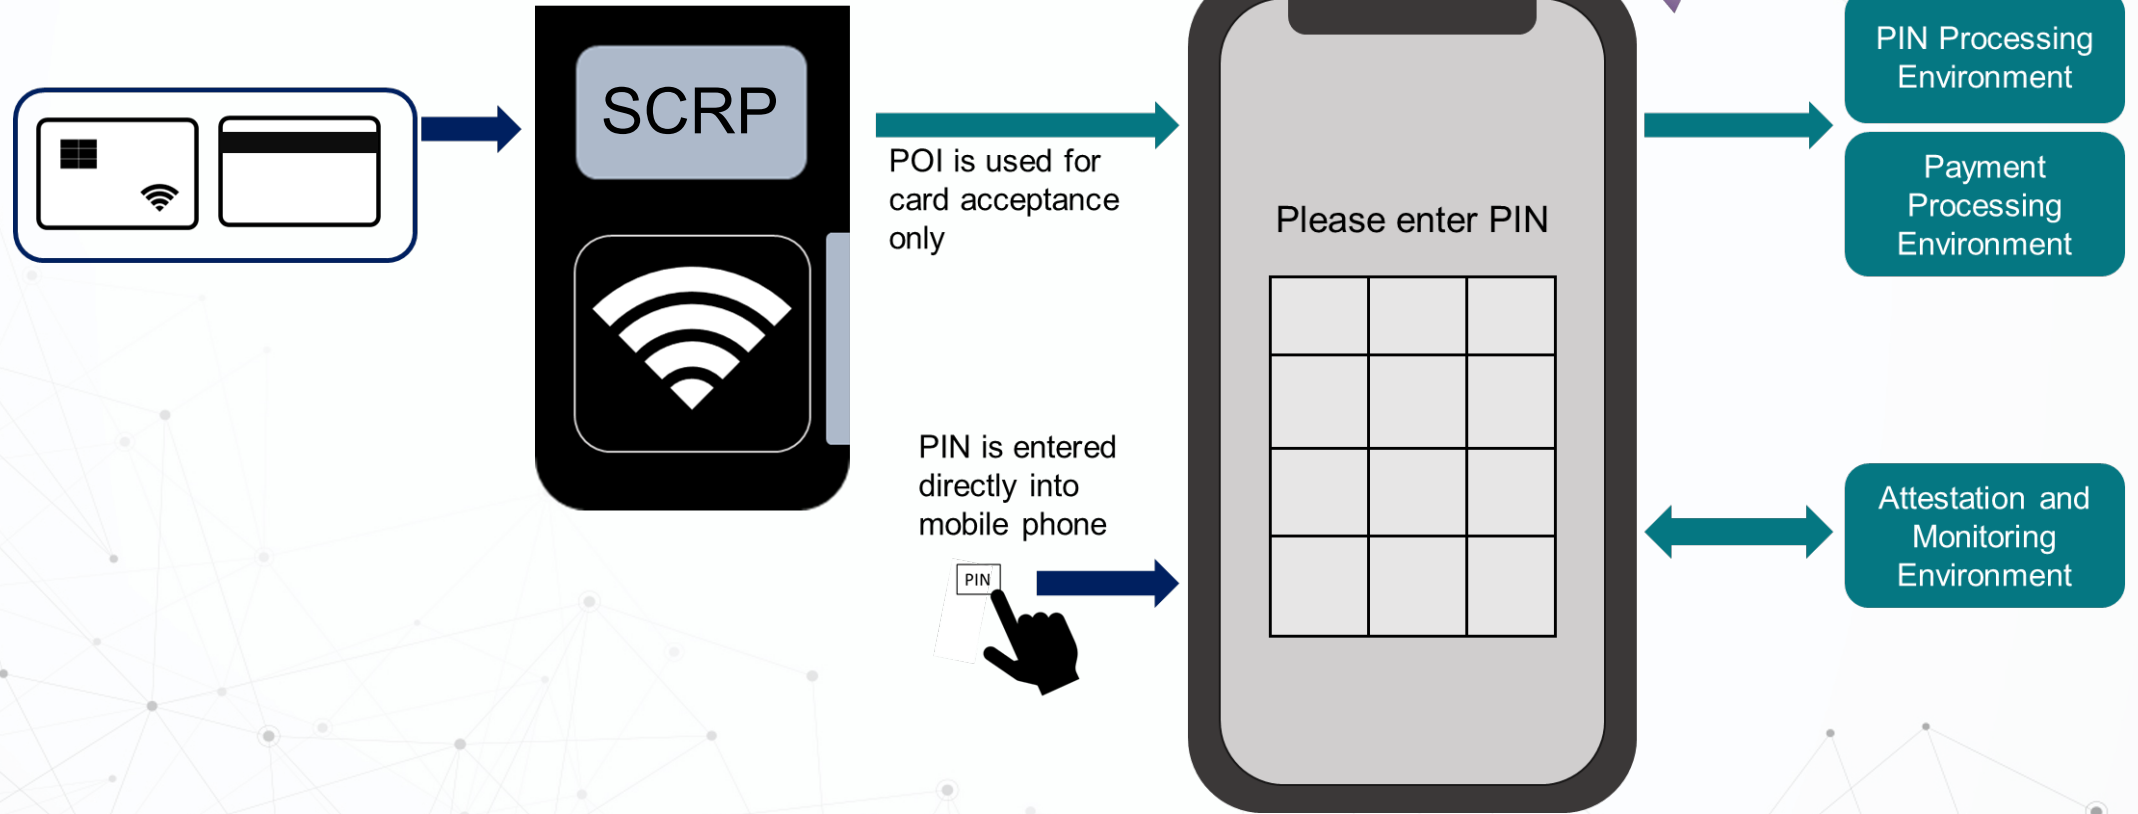 SCRP
POI is used for
card acceptance
only
PIN is entered
directly into
mobile phone
PIN
Please enter PIN
PIN Processing
Environment
Payment
Processing
Environment
Attestation and
Monitoring
Environment